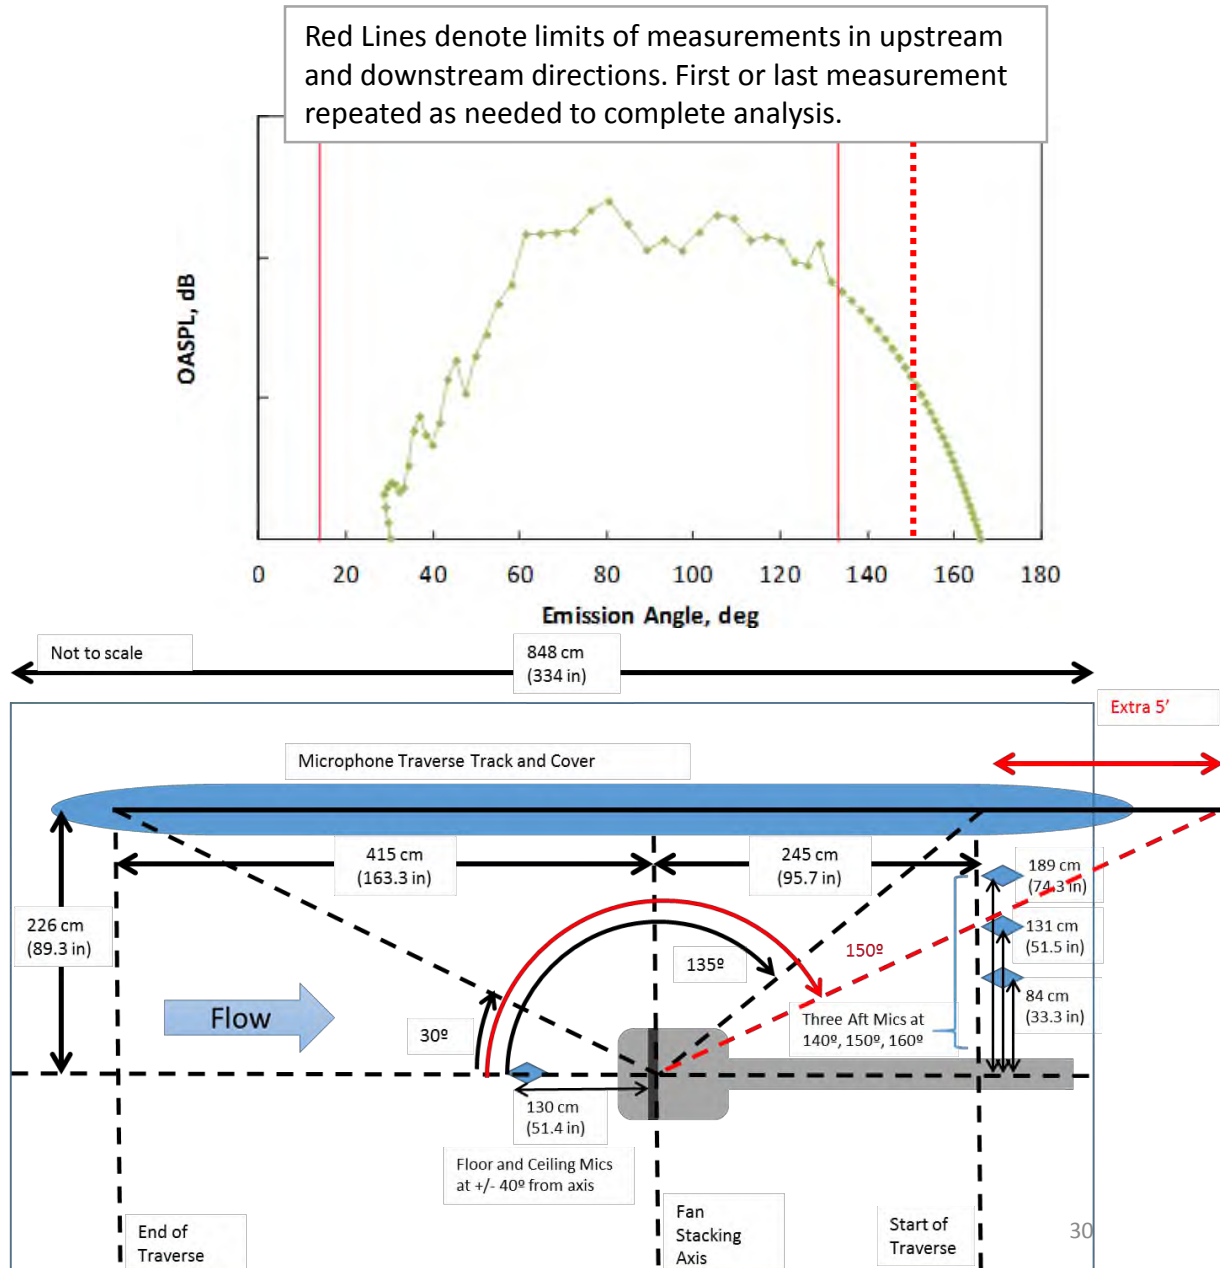 Red Lines denote limits of measurements in upstream
and downstream directions. First or last measurement
repeated as needed to complete analysis.
OASPL, dB
0 20 40 60 80 100 120 140 160 180
Emission Angle, deg
Not to scale
848 cm
(334 in)
Extra 5'
Microphone Traverse Track and Cover
415 cm
(163.3 in)
245 cm
(95.7 in)
189 cm
(74.3 in)
226 cm
(89.3 in)
131 cm
(51.5 in)
135º
150º
84 cm
(33.3 in)
Flow
30º
Three Aft Mics at
140º, 150º, 160º
130 cm
(51.4 in)
Floor and Ceiling Mics
at +/- 40º from axis
End of
Traverse
Fan
Stacking
Axis
Start of
Traverse
30